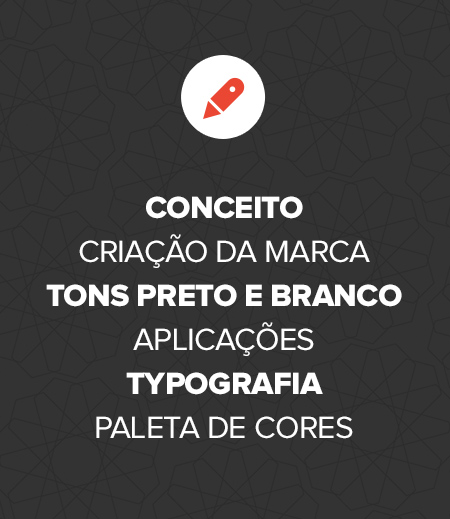 CONCEITO
CRIAÇÃO DA MARCA
TONS PRETO E BRANCO
APLICAÇÕES
TYPOGRAFIA
PALETA DE CORES